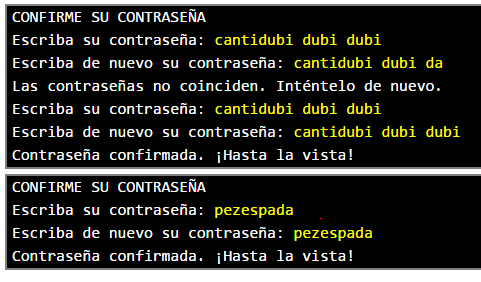 CONFIRME SU CONTRASEÑA
Escriba su contraseña: cantidubi dubi dubi
Escriba de nuevo su contraseña: cantidubi dubi da
Las contraseñas no coinciden. Inténtelo de nuevo.
Escriba su contraseña: cantidubi dubi dubi
Escriba de nuevo su contraseña: cantidubi dubi dubi
Contraseña confirmada. ¡Hasta la vista!
CONFIRME SU CONTRASEÑA
Escriba su contraseña: pezespada
Escriba de nuevo su contraseña: pezespada
Contraseña confirmada. ¡Hasta la vista!